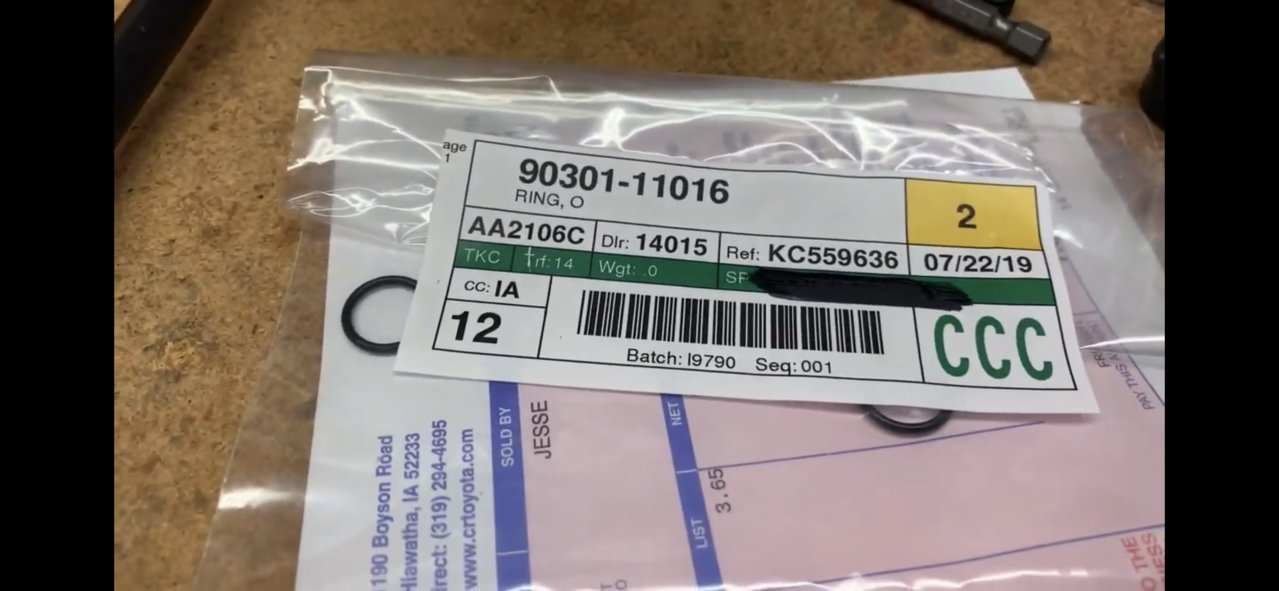 age
1
90301-11016
RING, O
2
AA2106C
Dlr: 14015
Ref: KC559636
07/22/19
TKC
Trf:14
Wgt: .0
CC: IA
12
Batch: I9790 Seq: 001
CCC
190 Boyson Road
Hiawatha, IA 52233
rect: (319) 294-4695
www.crtoyota.com
SOLD BY
JESSE
NET
LIST
3.65
PAY THIS A
O THE